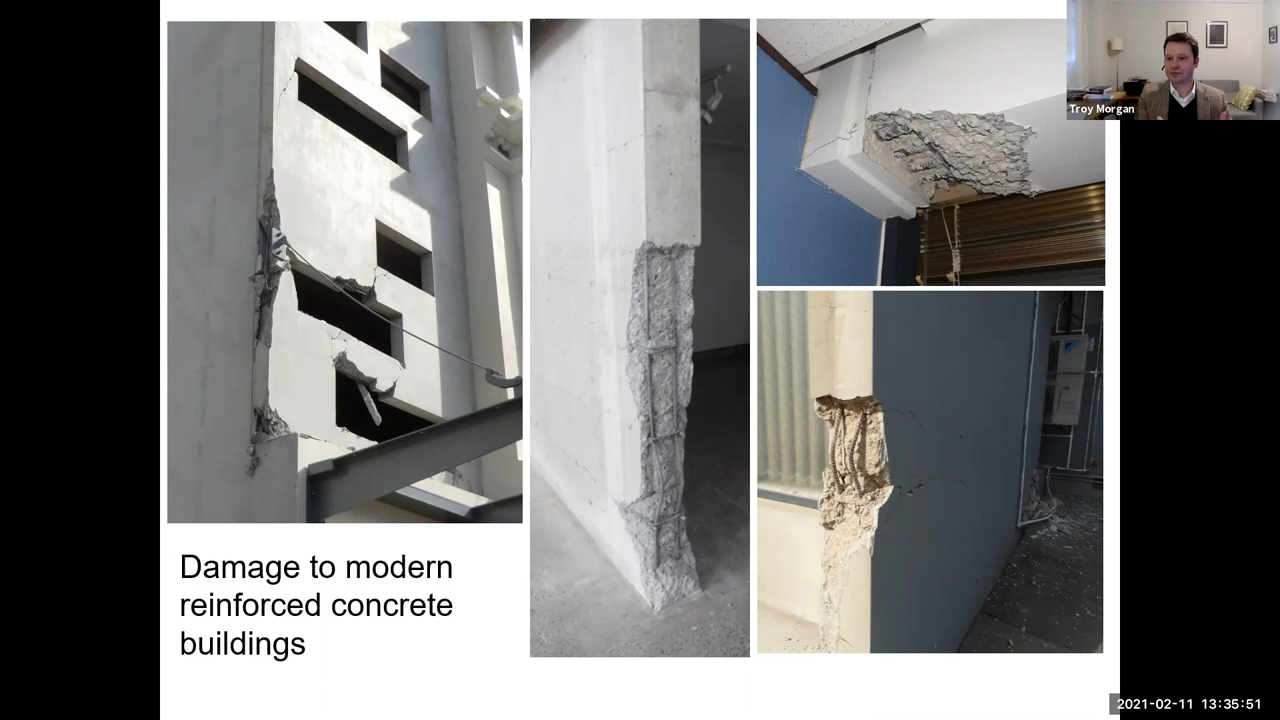 Troy Morgan
Damage to modern
reinforced concrete
buildings
2021-02-11 13:35:51